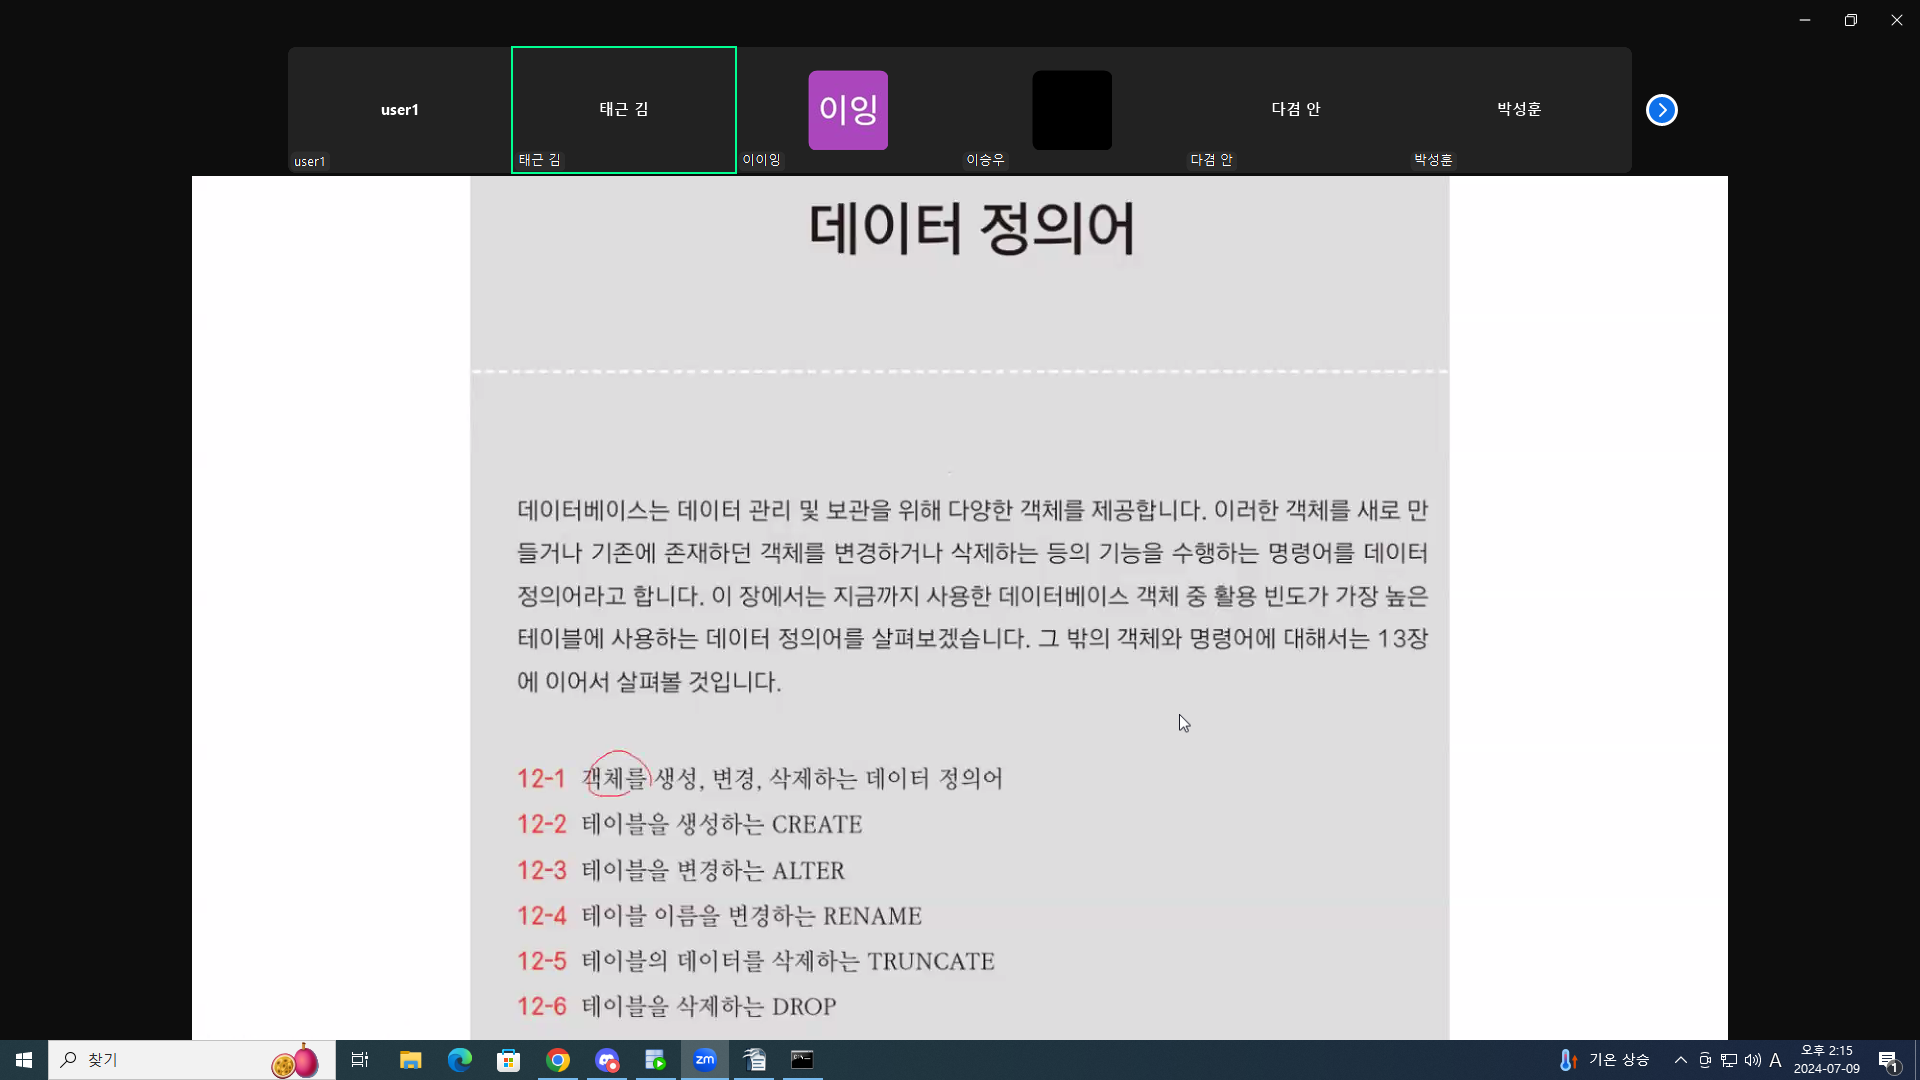 user1
태근 김
이잉
다겸 안
박성훈
user1
태근 김
이이잉
이승우
다겸 안
박성훈
데이터 정의어
데이터베이스는 데이터 관리 및 보관을 위해 다양한 객체를 제공합니다. 이러한 객체를 새로 만
들거나 기존에 존재하던 객체를 변경하거나 삭제하는 등의 기능을 수행하는 명령어를 데이터
정의어라고 합니다. 이 장에서는 지금까지 사용한 데이터베이스 객체 중 활용 빈도가 가장 높은
테이블에 사용하는 데이터 정의어를 살펴보겠습니다. 그 밖의 객체와 명령어에 대해서는 13장
에 이어서 살펴볼 것입니다.
12-1 객체를 생성, 변경, 삭제하는 데이터 정의어
12-2 테이블을 생성하는 CREATE
12-3 테이블을 변경하는 ALTER
12-4 테이블 이름을 변경하는 RENAME
12-5 테이블의 데이터를 삭제하는 TRUNCATE
12-6 테이블을 삭제하는 DROP
찾기
zm
기온 상승
A
오후 2:15
2024-07-09
1